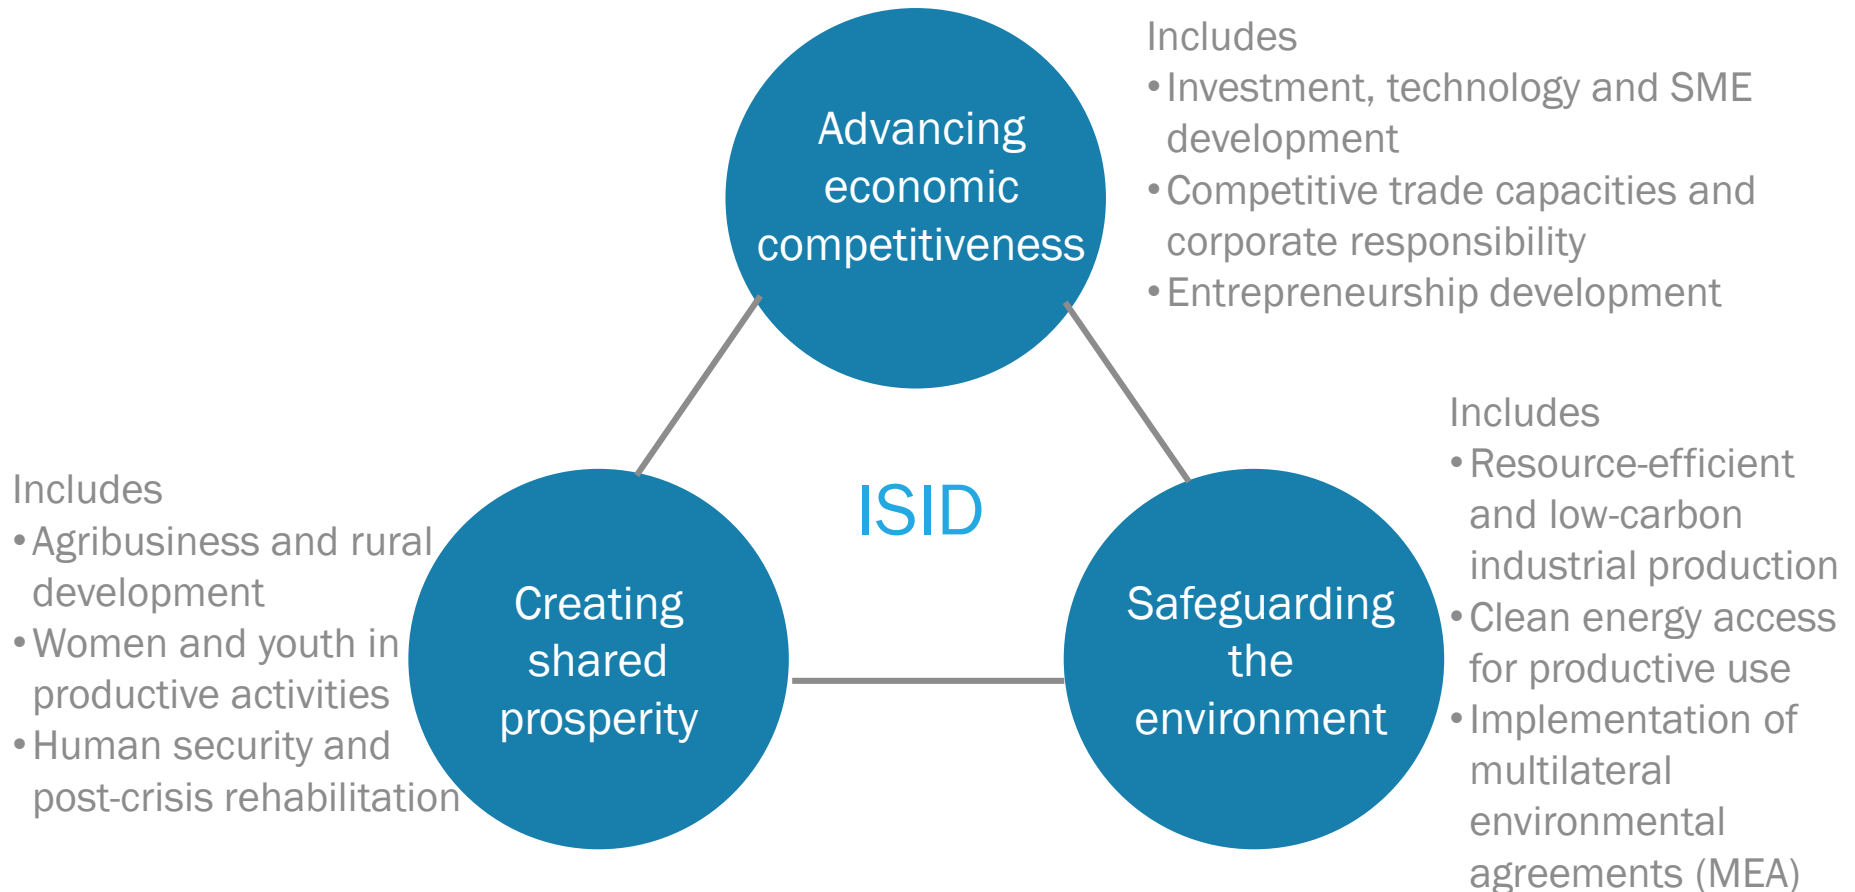 Advancing
economic
competitiveness
Includes
•Investment, technology and SME
development
•Competitive trade capacities and
corporate responsibility
•Entrepreneurship development
ISID
Includes
•Agribusiness and rural
development
•Women and youth in
productive activities
•Human security and
post-crisis rehabilitation
Creating
shared
prosperity
Safeguarding
the
environment
Includes
•Resource-efficient
and low-carbon
industrial production
•Clean energy access
for productive use
•Implementation of
multilateral
environmental
agreements (MEA)